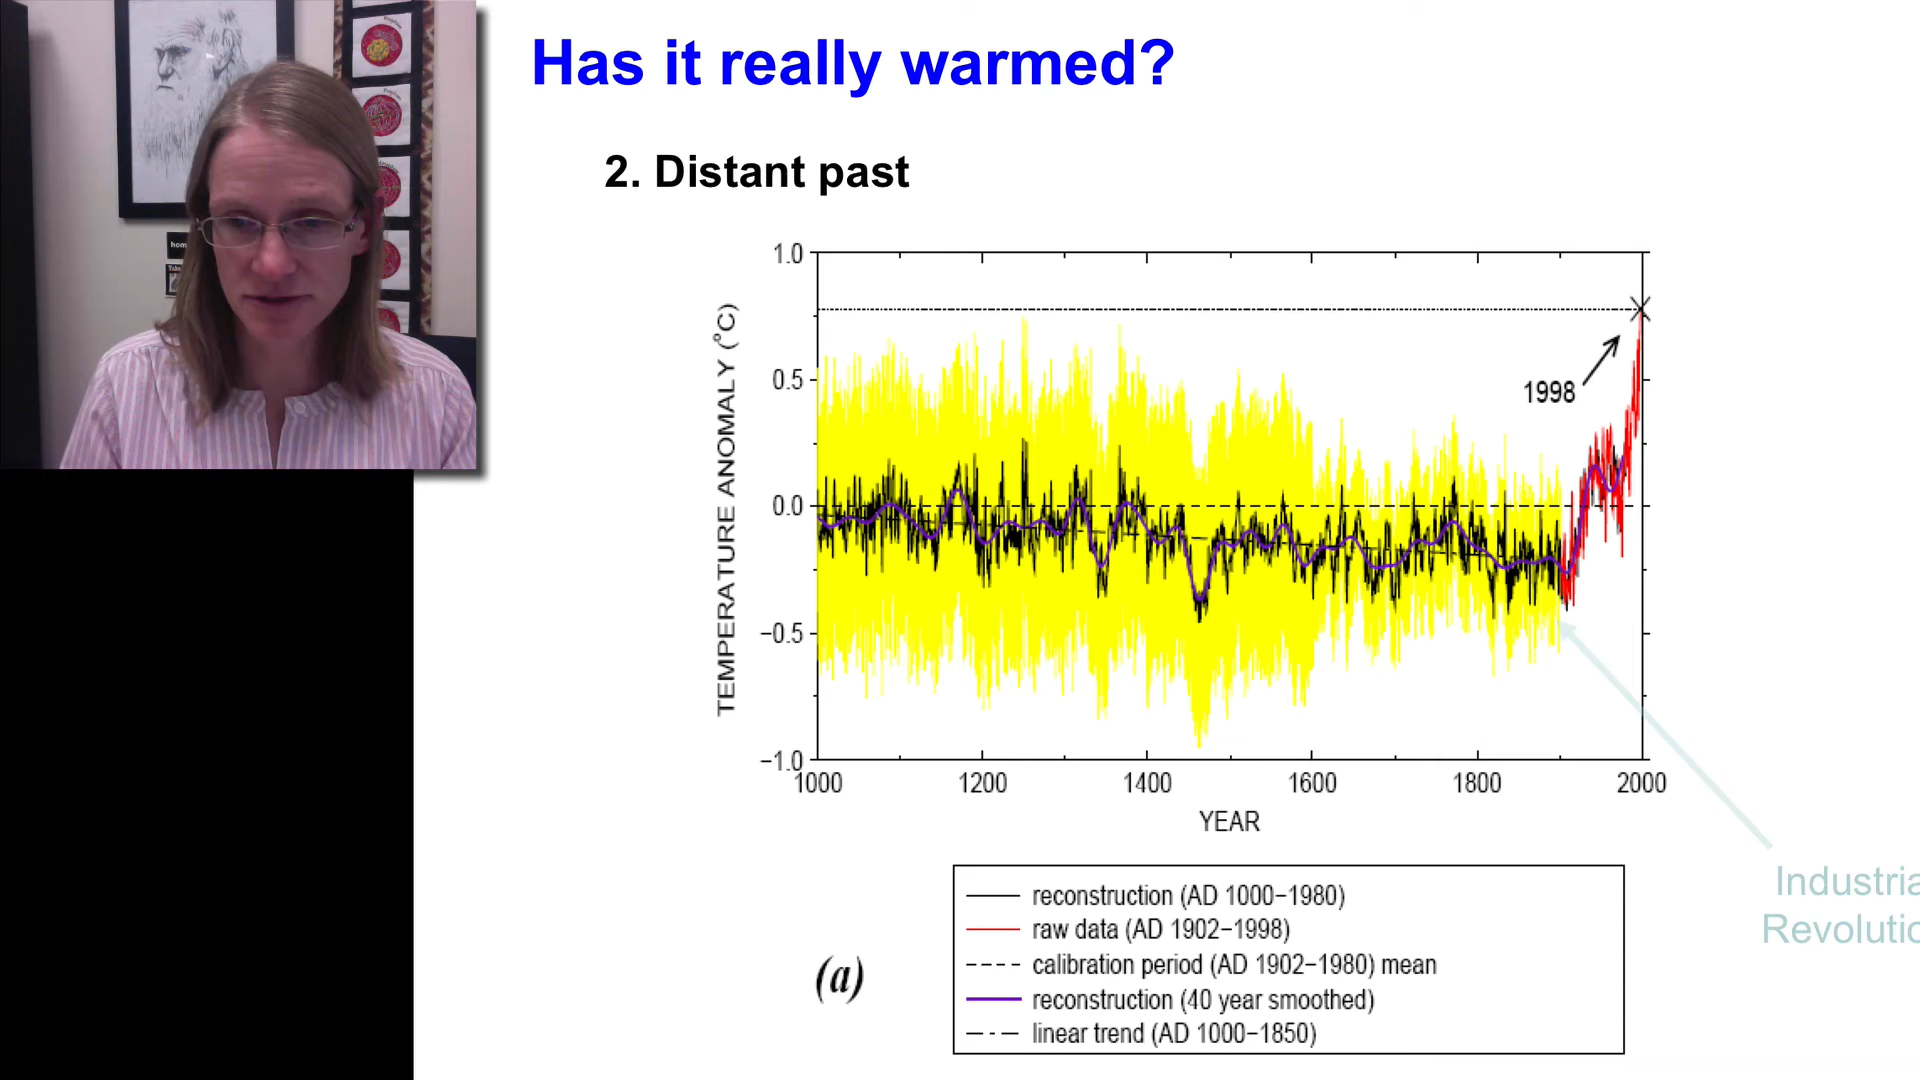 Has it really warmed?
2. Distant past
1.0
0.5
0.0
−0.5
−1.0
TEMPERATURE ANOMALY (°C)
1998
1000 1200 1400 1600 1800 2000
YEAR
Industria
Revolutio
reconstruction (AD 1000−1980)
raw data (AD 1902−1998)
calibration period (AD 1902−1980) mean
reconstruction (40 year smoothed)
linear trend (AD 1000−1850)
(a)